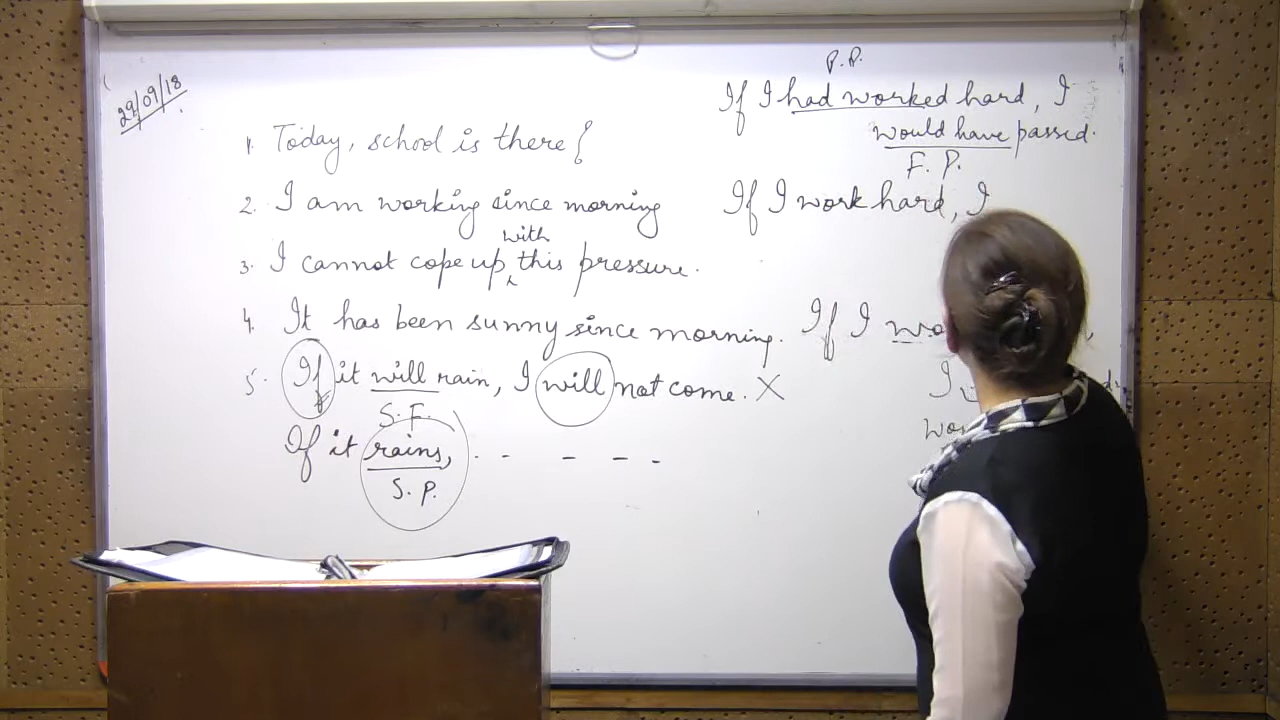 29/09/18
1. Today, school is there {
2. I am working since morning
with
3. I cannot cope up ^ this pressure.
4. It has been sunny since morning.
5. If it will rain, I will not come. X
S. F.
If it rains, - - - - -
S. P.
P. P.
If I had worked hard, I
would have passed.
F. P.
If I work hard, I
If I
I